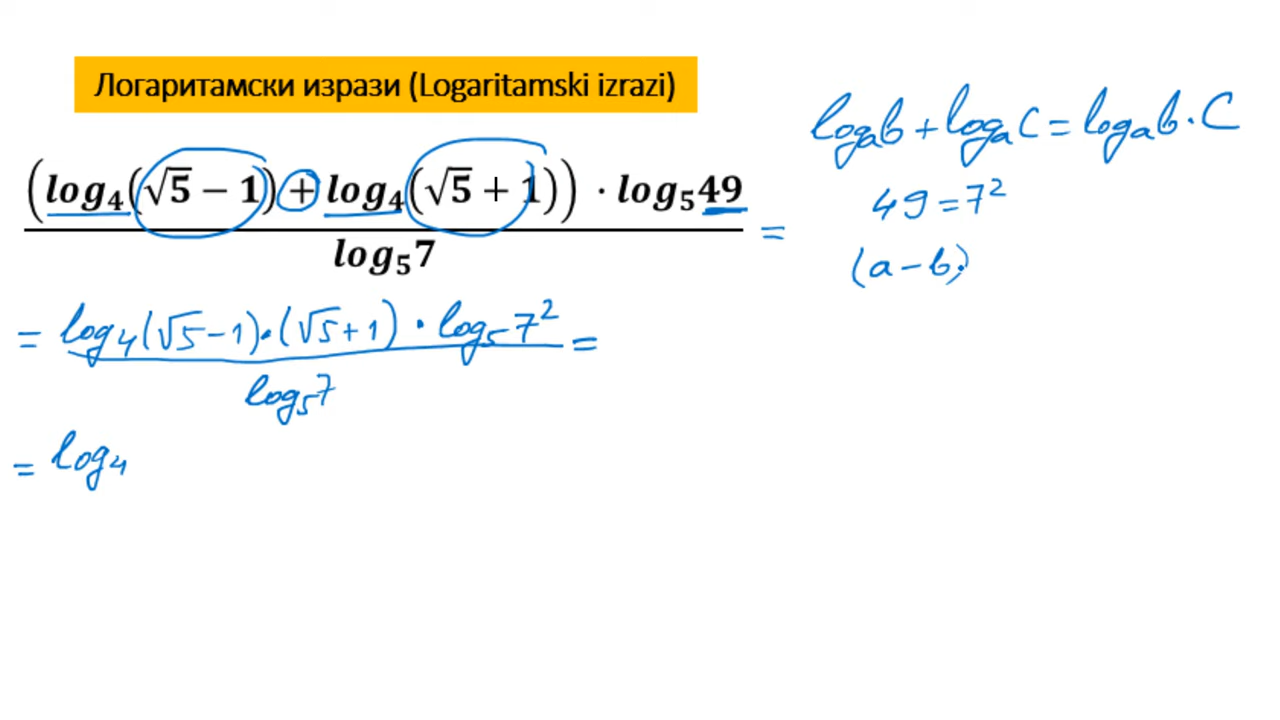 Логаритамски изрази (Logaritamski izrazi)
(log₄(√5 − 1) + log₄(√5 + 1)) · log₅49
log₅7
=
logₐb + logₐc = logₐb · C
49 = 7²
(a − b)
= log₄(√5 − 1) · (√5 + 1) · log₅7² =
log₅7
= log₄